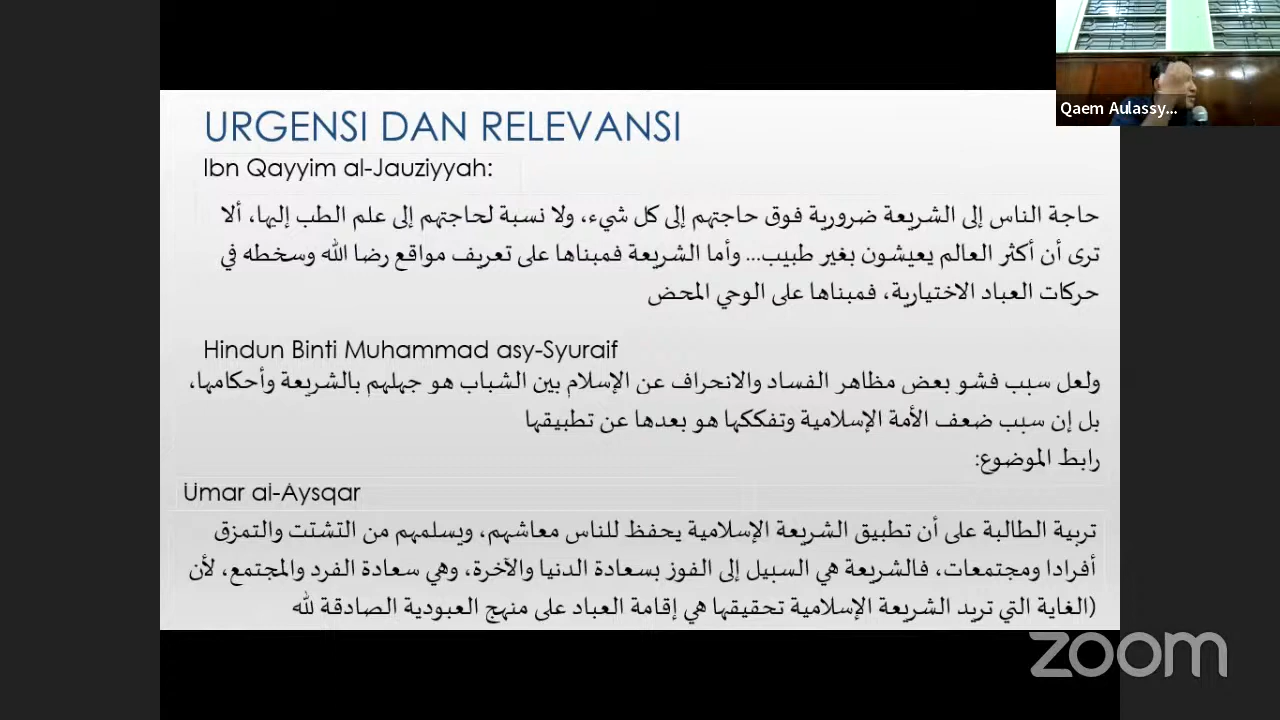 URGENSI DAN RELEVANSI
Ibn Qayyim al-Jauziyyah:
حاجة الناس إلى الشريعة ضرورية فوق حاجتهم إلى كل شيء، ولا نسبة لحاجتهم إلى علم الطب إليها، ألا
ترى أن أكثر العالم يعيشون بغير طبيب... وأما الشريعة فمبناها على تعريف مواقع رضا الله وسخطه في
حركات العباد الاختيارية، فمبناها على الوحي المحض
Hindun Binti Muhammad asy-Syuraif
ولعل سبب فشو بعض مظاهر الفساد والانحراف عن الإسلام بين الشباب هو جهلهم بالشريعة وأحكامها،
بل إن سبب ضعف الأمة الإسلامية وتفككها هو بعدها عن تطبيقها
رابط الموضوع:
Umar al-Aysqar
تربية الطالبة على أن تطبيق الشريعة الإسلامية يحفظ للناس معاشهم، ويسلمهم من التشتت والتمزق
أفرادا ومجتمعات، فالشريعة هي السبيل إلى الفوز بسعادة الدنيا والآخرة، وهي سعادة الفرد والمجتمع، لأن
(الغاية التي تريد الشريعة الإسلامية تحقيقها هي إقامة العباد على منهج العبودية الصادقة لله
Qaem Aulassy...
zoom